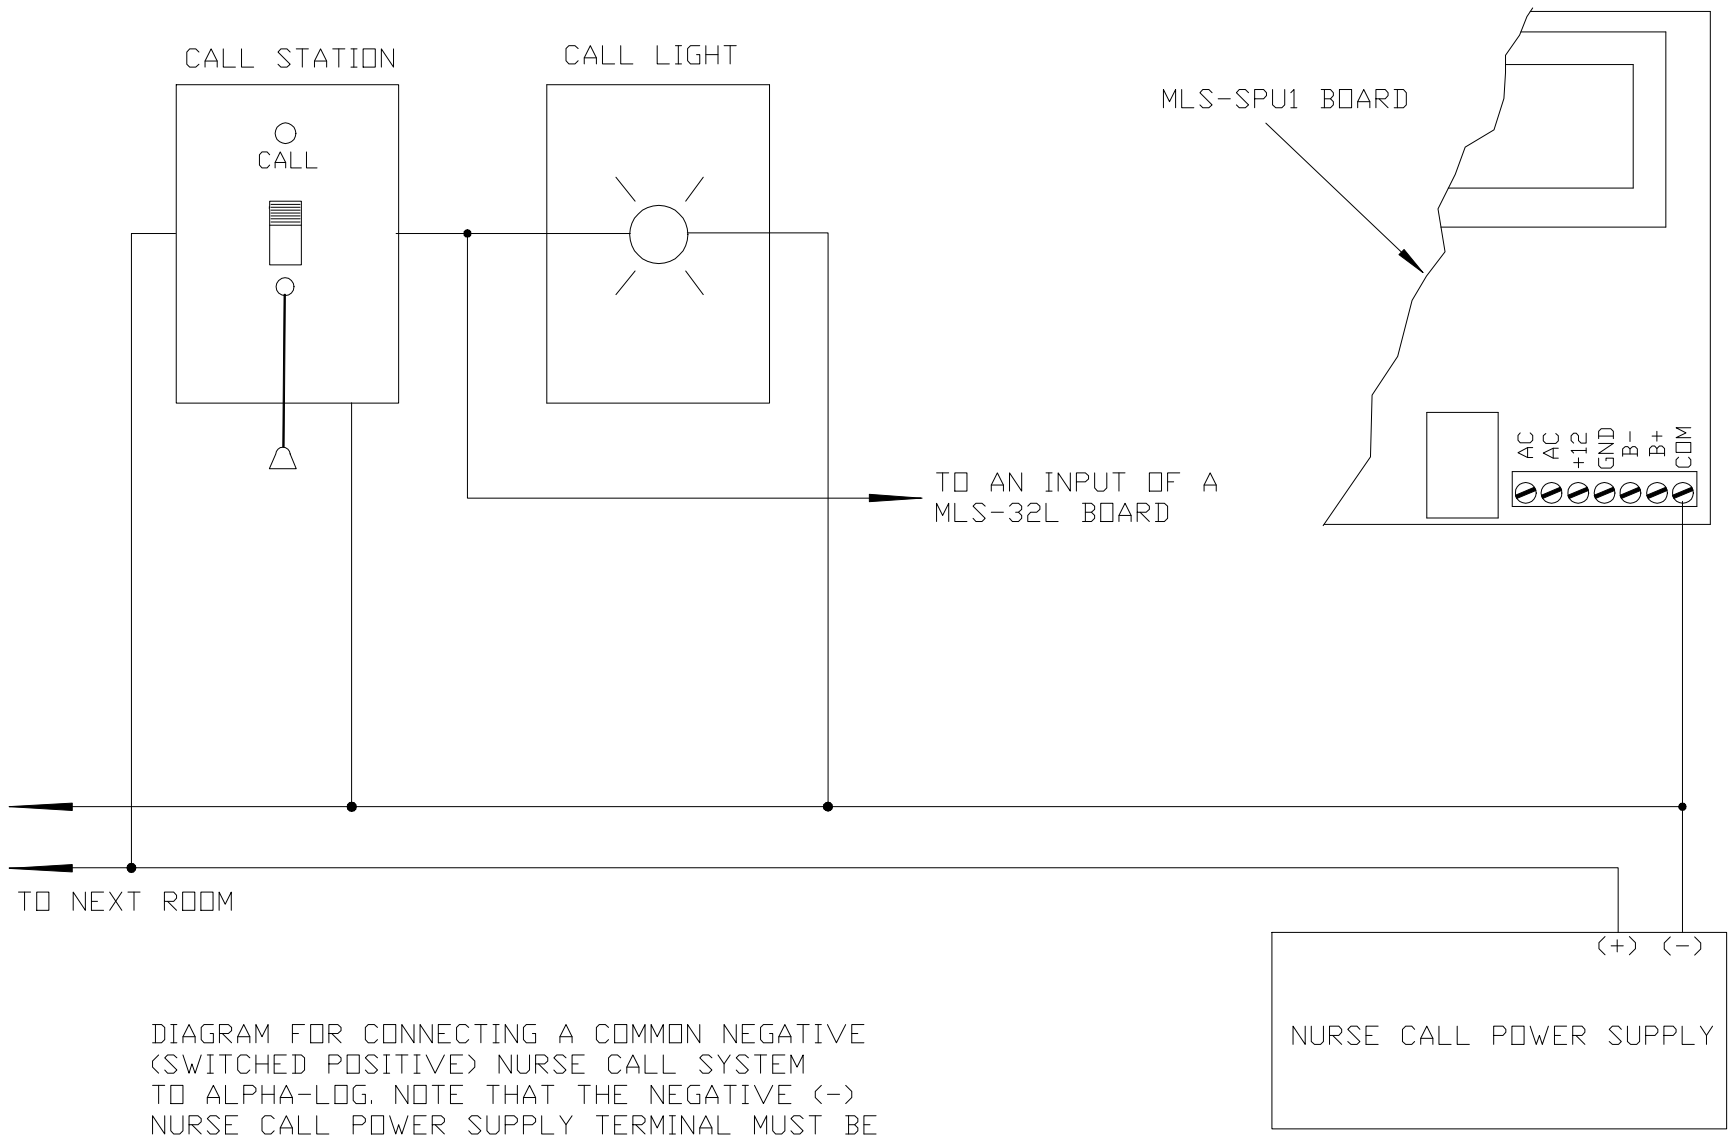 CALL STATION
CALL LIGHT
MLS-SPU1 BOARD
CALL
AC
AC
+12
GND
B-
B+
COM
TO AN INPUT OF A
MLS-32L BOARD
TO NEXT ROOM
(+) (-)
NURSE CALL POWER SUPPLY
DIAGRAM FOR CONNECTING A COMMON NEGATIVE
(SWITCHED POSITIVE) NURSE CALL SYSTEM
TO ALPHA-LOG. NOTE THAT THE NEGATIVE (-)
NURSE CALL POWER SUPPLY TERMINAL MUST BE